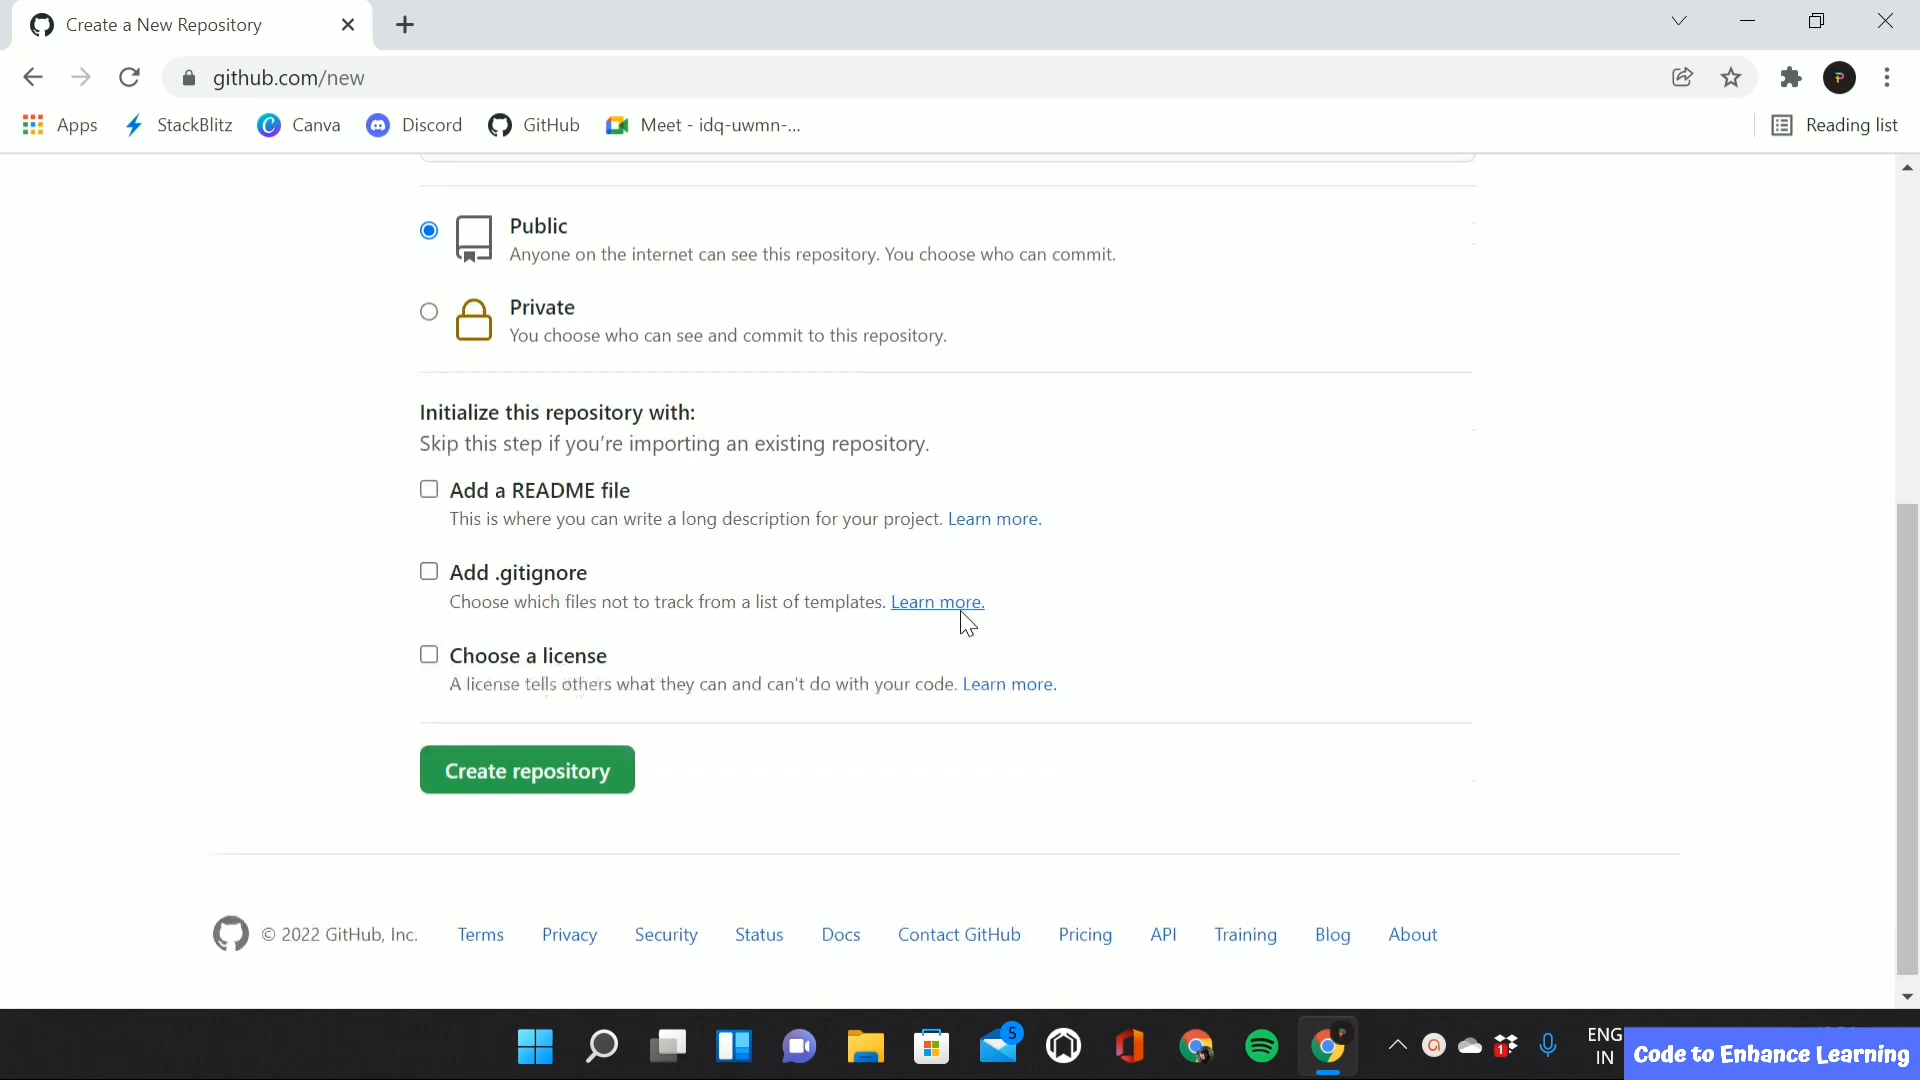 Create a New Repository
github.com/new
Apps
StackBlitz
Canva
Discord
GitHub
Meet - idq-uwmn-...
Reading list
Public
Anyone on the internet can see this repository. You choose who can commit.
Private
You choose who can see and commit to this repository.
Initialize this repository with:
Skip this step if you're importing an existing repository.
Add a README file
This is where you can write a long description for your project. Learn more.
Add .gitignore
Choose which files not to track from a list of templates. Learn more.
Choose a license
A license tells others what they can and can't do with your code. Learn more.
Create repository
© 2022 GitHub, Inc.
Terms
Privacy
Security
Status
Docs
Contact GitHub
Pricing
API
Training
Blog
About
5
1
ENG
IN
Code to Enhance Learning